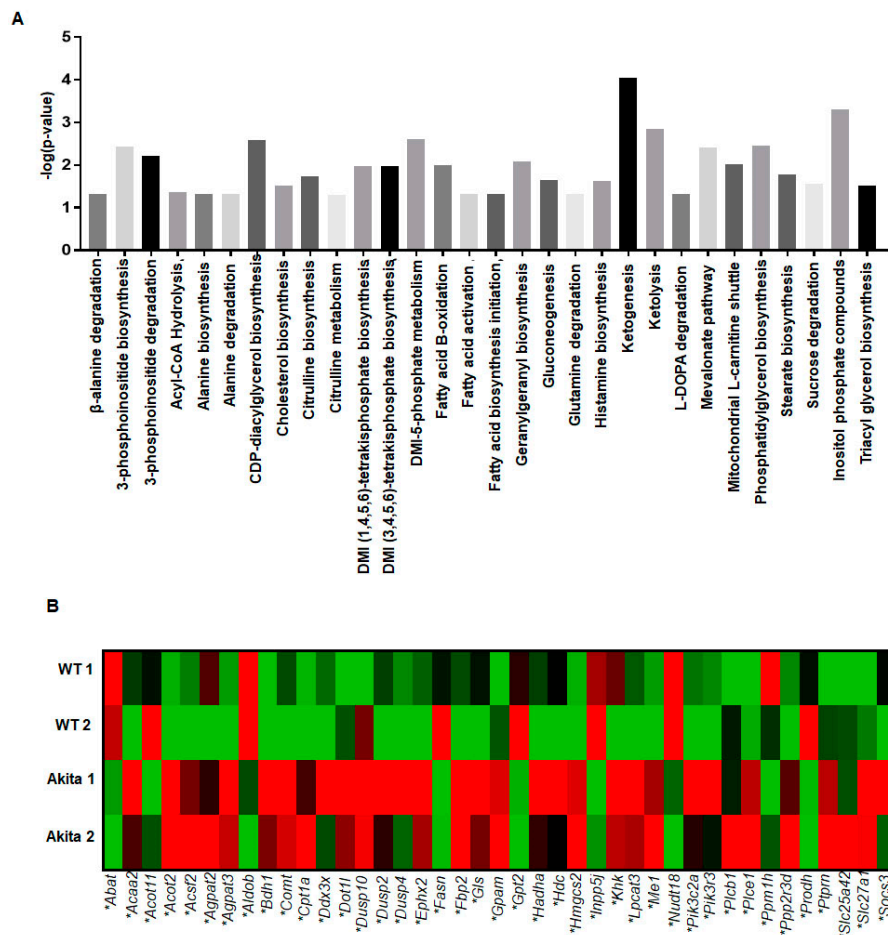 A
-log(p-value)
5
4
3
2
1
0
β-alanine degradation
3-phosphoinositide biosynthesis
3-phosphoinositide degradation
Acyl-CoA Hydrolysis,
Alanine biosynthesis
Alanine degradation
CDP-diacylglycerol biosynthesis
Cholesterol biosynthesis
Citrulline biosynthesis
Citrulline metabolism
DMI (1,4,5,6)-tetrakisphosphate biosynthesis
DMI (3,4,5,6)-tetrakisphosphate biosynthesis
DMI-5-phosphate metabolism
Fatty acid B-oxidation
Fatty acid activation .
Fatty acid biosynthesis initiation,
Geranylgeranyl biosynthesis
Gluconeogenesis
Glutamine degradation
Histamine biosynthesis
Ketogenesis
Ketolysis
L-DOPA degradation
Mevalonate pathway
Mitochondrial L-carnitine shuttle
Phosphatidylglycerol biosynthesis
Stearate biosynthesis
Sucrose degradation
Inositol phosphate compounds
Triacyl glycerol biosynthesis
B
WT 1
WT 2
Akita 1
Akita 2
*Abat
*Acaa2
*Acot11
*Acot2
*Acsf2
*Agpat2
*Agpat3
*Aldob
*Bdh1
*Comt
*Cpt1a
*Ddx3x
*Dot1l
*Dusp10
*Dusp2
*Dusp4
*Ephx2
*Fasn
*Fbp2
*Gls
*Gpam
*Gpt2
*Hadha
*Hdc
*Hmgcs2
*Inpp5j
*Khk
*Lpcat3
*Me1
*Nudt18
*Pik3c2a
*Pik3r3
*Plcb1
*Plce1
*Ppm1h
*Ppp2r3d
*Prodh
*Ptprn
*Slc25a42
*Slc27a1
*Socs3